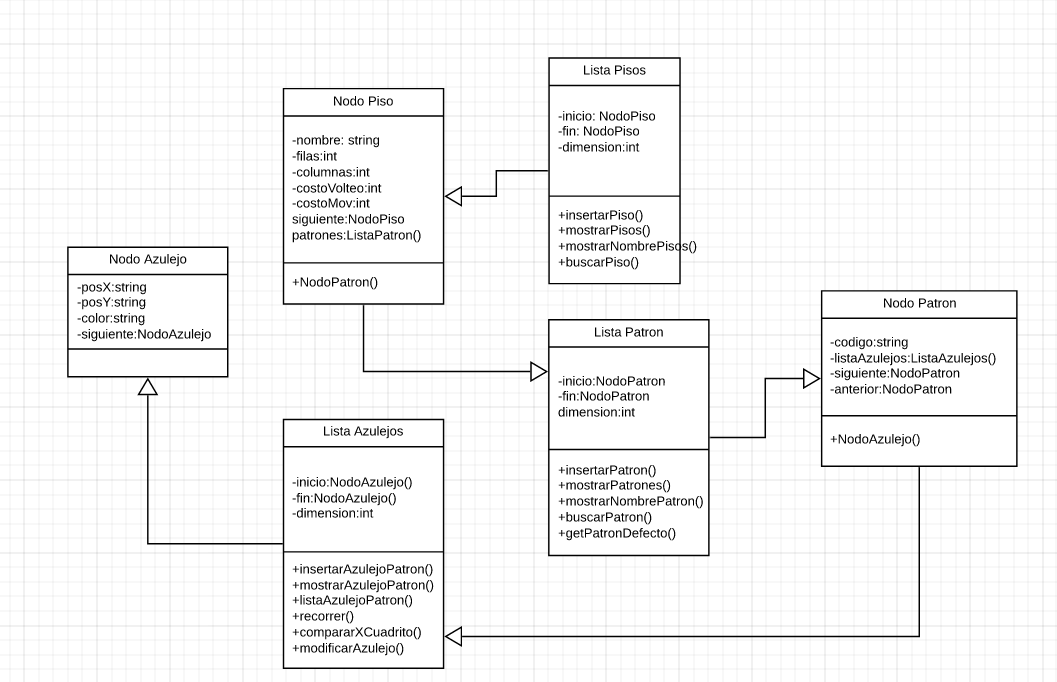 Lista Pisos
-inicio: NodoPiso
-fin: NodoPiso
-dimension:int
+insertarPiso()
+mostrarPisos()
+mostrarNombrePisos()
+buscarPiso()
Nodo Piso
-nombre: string
-filas:int
-columnas:int
-costoVolteo:int
-costoMov:int
siguiente:NodoPiso
patrones:ListaPatron()
+NodoPatron()
Nodo Azulejo
-posX:string
-posY:string
-color:string
-siguiente:NodoAzulejo
Lista Patron
-inicio:NodoPatron
-fin:NodoPatron
dimension:int
+insertarPatron()
+mostrarPatrones()
+mostrarNombrePatron()
+buscarPatron()
+getPatronDefecto()
Nodo Patron
-codigo:string
-listaAzulejos:ListaAzulejos()
-siguiente:NodoPatron
-anterior:NodoPatron
+NodoAzulejo()
Lista Azulejos
-inicio:NodoAzulejo()
-fin:NodoAzulejo()
-dimension:int
+insertarAzulejoPatron()
+mostrarAzulejoPatron()
+listaAzulejoPatron()
+recorrer()
+compararXCuadrito()
+modificarAzulejo()